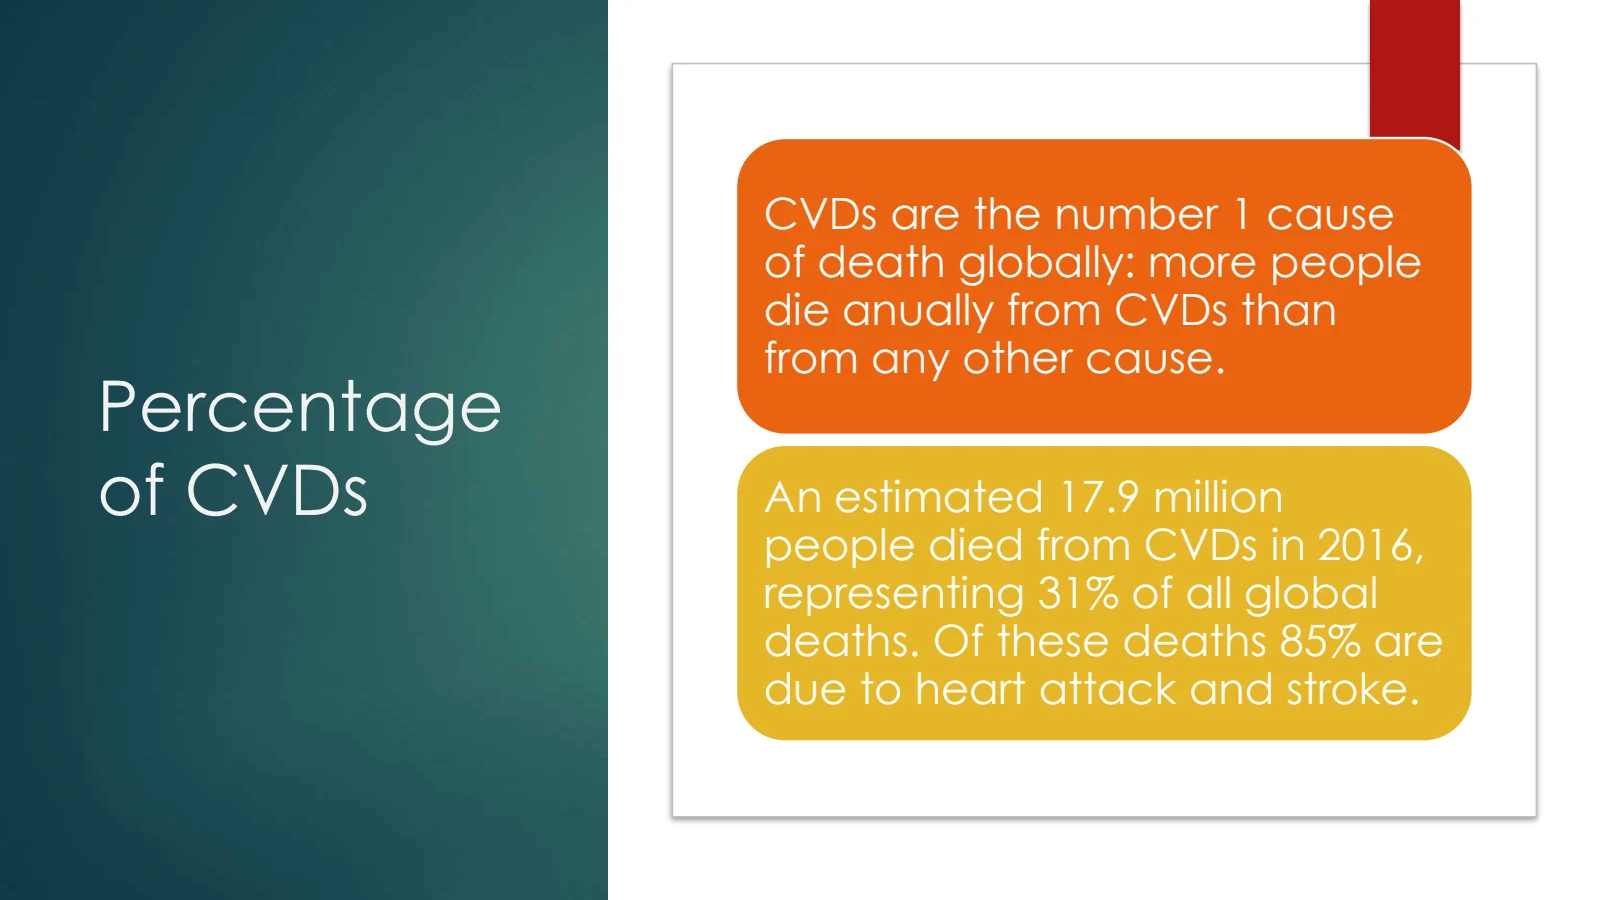 Percentage
of CVDs
CVDs are the number 1 cause
of death globally: more people
die anually from CVDs than
from any other cause.
An estimated 17.9 million
people died from CVDs in 2016,
representing 31% of all global
deaths. Of these deaths 85% are
due to heart attack and stroke.